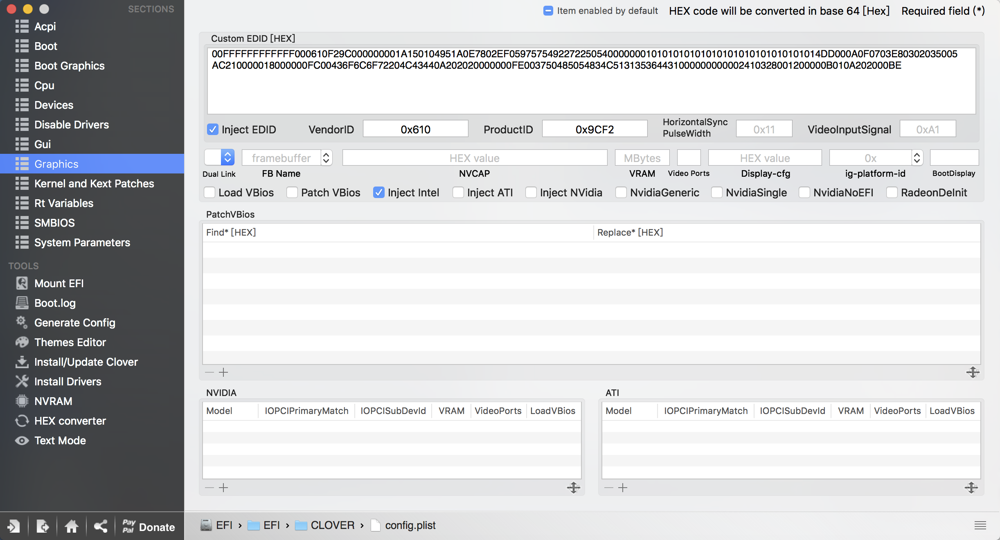 SECTIONS
Acpi
Boot
Boot Graphics
Cpu
Devices
Disable Drivers
Gui
Graphics
Kernel and Kext Patches
Rt Variables
SMBIOS
System Parameters
TOOLS
Mount EFI
Boot.log
Generate Config
Themes Editor
Install/Update Clover
Install Drivers
NVRAM
HEX converter
Text Mode
Pay Pal Donate
Item enabled by default HEX code will be converted in base 64 [Hex] Required field (*)
Custom EDID [HEX]
00FFFFFFFFFFFF000610F29C000000001A150104951A0E7802EF059757549227225054000000010101010101010101010101010101014DD000A0F0703E80302035005
AC210000018000000FC00436F6C6F72204C43440A202020000000FE003750485054834C5131353644310000000000002410328001200000B010A202000BE
Inject EDID VendorID 0x610 ProductID 0x9CF2 HorizontalSync PulseWidth 0x11 VideoInputSignal 0xA1
framebuffer HEX value MBytes HEX value 0x
Dual Link FB Name NVCAP VRAM Video Ports Display-cfg ig-platform-id BootDisplay
Load VBios Patch VBios Inject Intel Inject ATI Inject NVidia NvidiaGeneric NvidiaSingle NvidiaNoEFI RadeonDeInit
PatchVBios
Find* [HEX] Replace* [HEX]
NVIDIA
Model IOPCIPrimaryMatch IOPCISubDevId VRAM VideoPorts LoadVBios
ATI
Model IOPCIPrimaryMatch IOPCISubDevId VRAM VideoPorts LoadVBios
EFI › EFI › CLOVER › config.plist